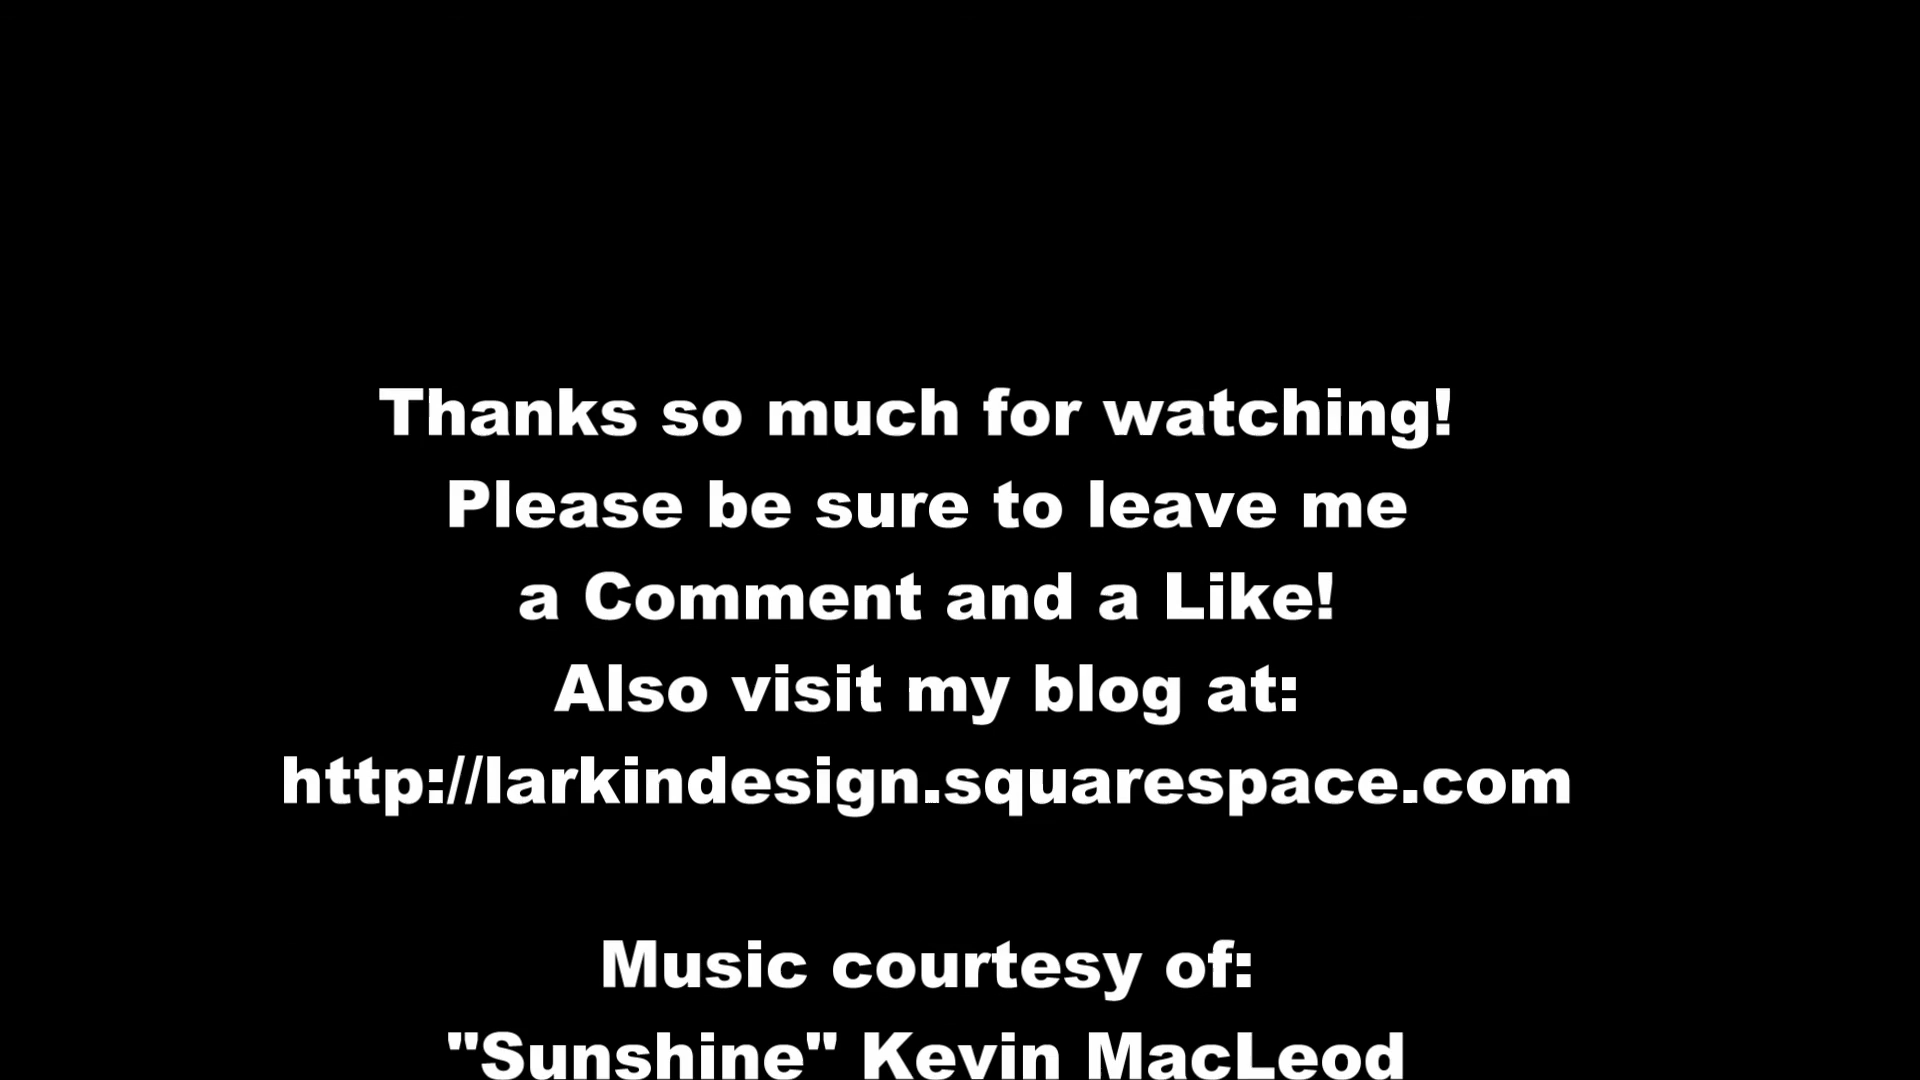 Thanks so much for watching!
Please be sure to leave me
a Comment and a Like!
Also visit my blog at:
http://larkindesign.squarespace.com
Music courtesy of:
"Sunshine" Kevin MacLeod